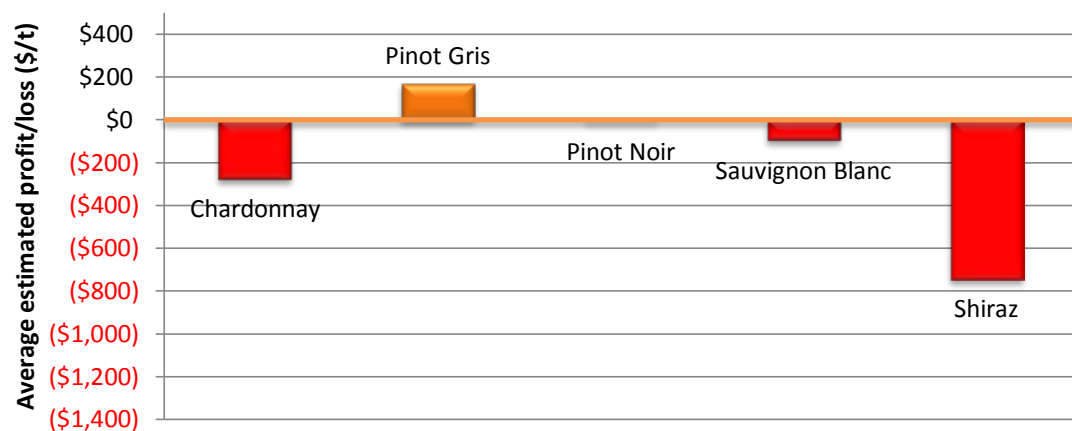 Average estimated profit/loss ($/t)
$400
$200
$0
($200)
($400)
($600)
($800)
($1,000)
($1,200)
($1,400)
Chardonnay
Pinot Gris
Pinot Noir
Sauvignon Blanc
Shiraz